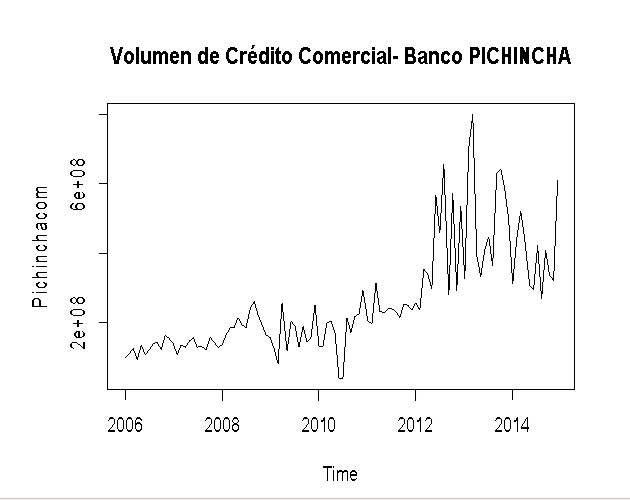 Volumen de Crédito Comercial- Banco PICHINCHA
Pichinchacom
6e+08
2e+08
2006 2008 2010 2012 2014
Time